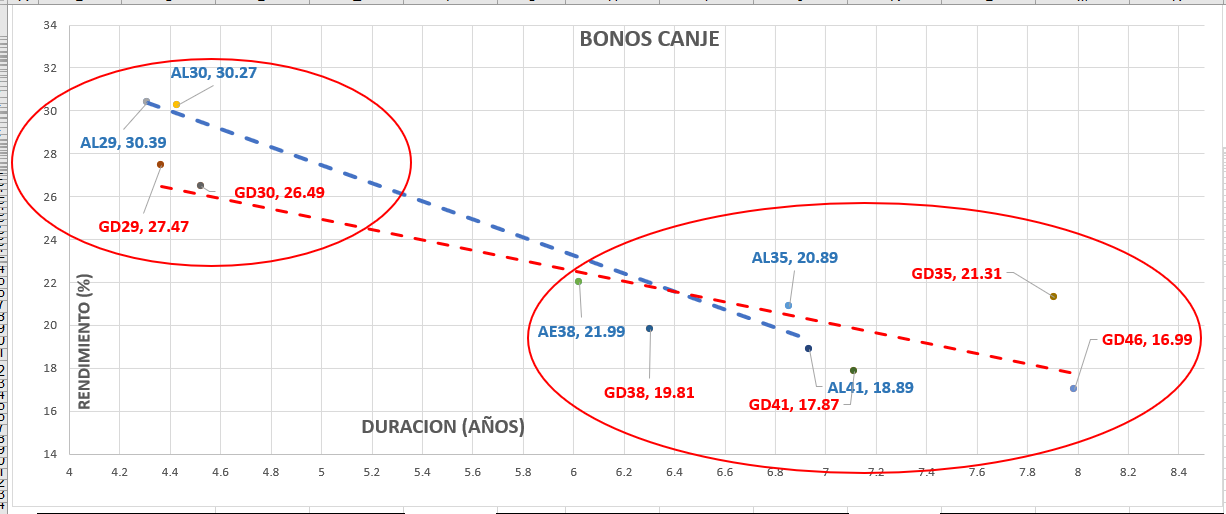 BONOS CANJE
34
32
30
28
26
24
22
20
18
16
14
RENDIMIENTO (%)
AL30, 30.27
AL29, 30.39
GD30, 26.49
GD29, 27.47
AL35, 20.89
GD35, 21.31
AE38, 21.99
GD46, 16.99
GD38, 19.81
AL41, 18.89
GD41, 17.87
DURACION (AÑOS)
4 4.2 4.4 4.6 4.8 5 5.2 5.4 5.6 5.8 6 6.2 6.4 6.6 6.8 7 7.2 7.4 7.6 7.8 8 8.2 8.4